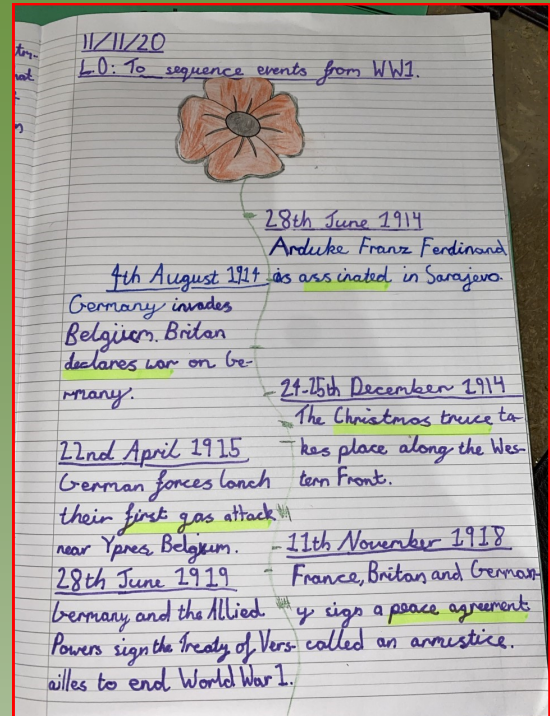 11/11/20
L.O: To sequence events from WW1.
28th June 1914
Arduke Franz Ferdinand
is assinated in Sarajevo.
4th August 1914
Germany invades
Belgium. Britan
declares war on Ge-
rmany.
24-25th December 1914
The Christmas truce ta-
kes place along the Wes-
tern Front.
22nd April 1915
German forces lanch
their first gas attack
near Ypres, Belgium.
11th November 1918
France, Britan and German-
y sign a peace agreement
called an armestice.
28th June 1919
Germany and the Allied
Powers sign the Treaty of Vers-
ailles to end World War 1.